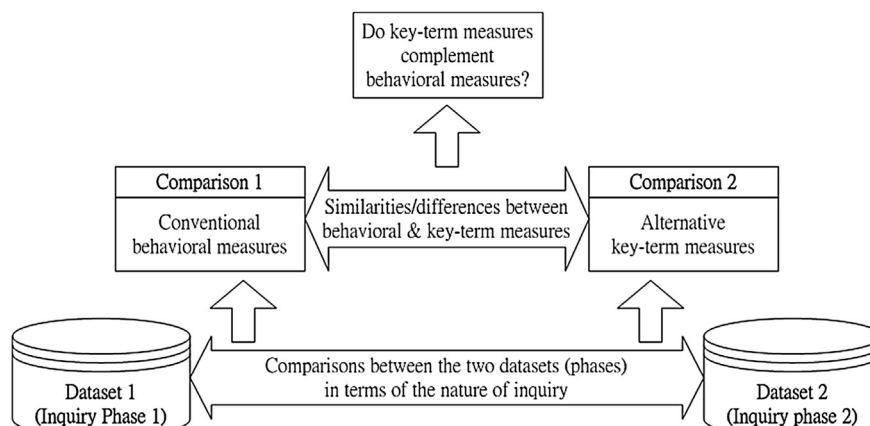 Do key-term measures
complement
behavioral measures?
Comparison 1
Conventional
behavioral measures
Similarities/differences between
behavioral & key-term measures
Comparison 2
Alternative
key-term measures
Dataset 1
(Inquiry Phase 1)
Comparisons between the two datasets (phases)
in terms of the nature of inquiry
Dataset 2
(Inquiry phase 2)